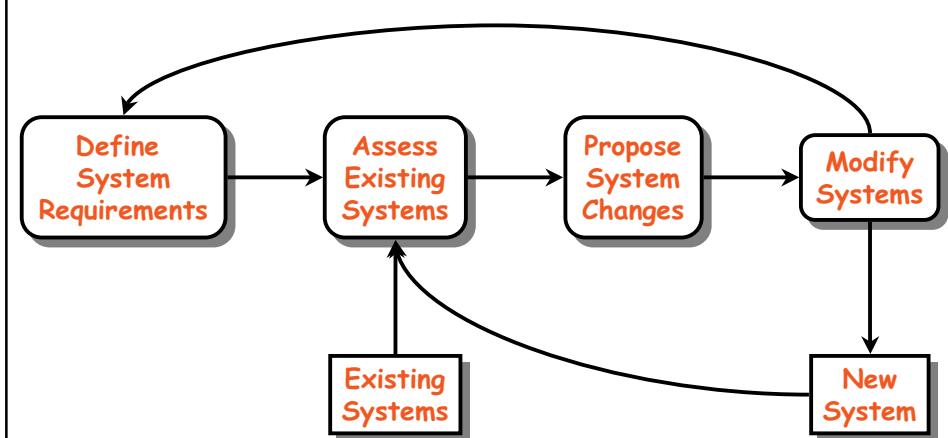 Define
System
Requirements
Assess
Existing
Systems
Propose
System
Changes
Modify
Systems
Existing
Systems
New
System